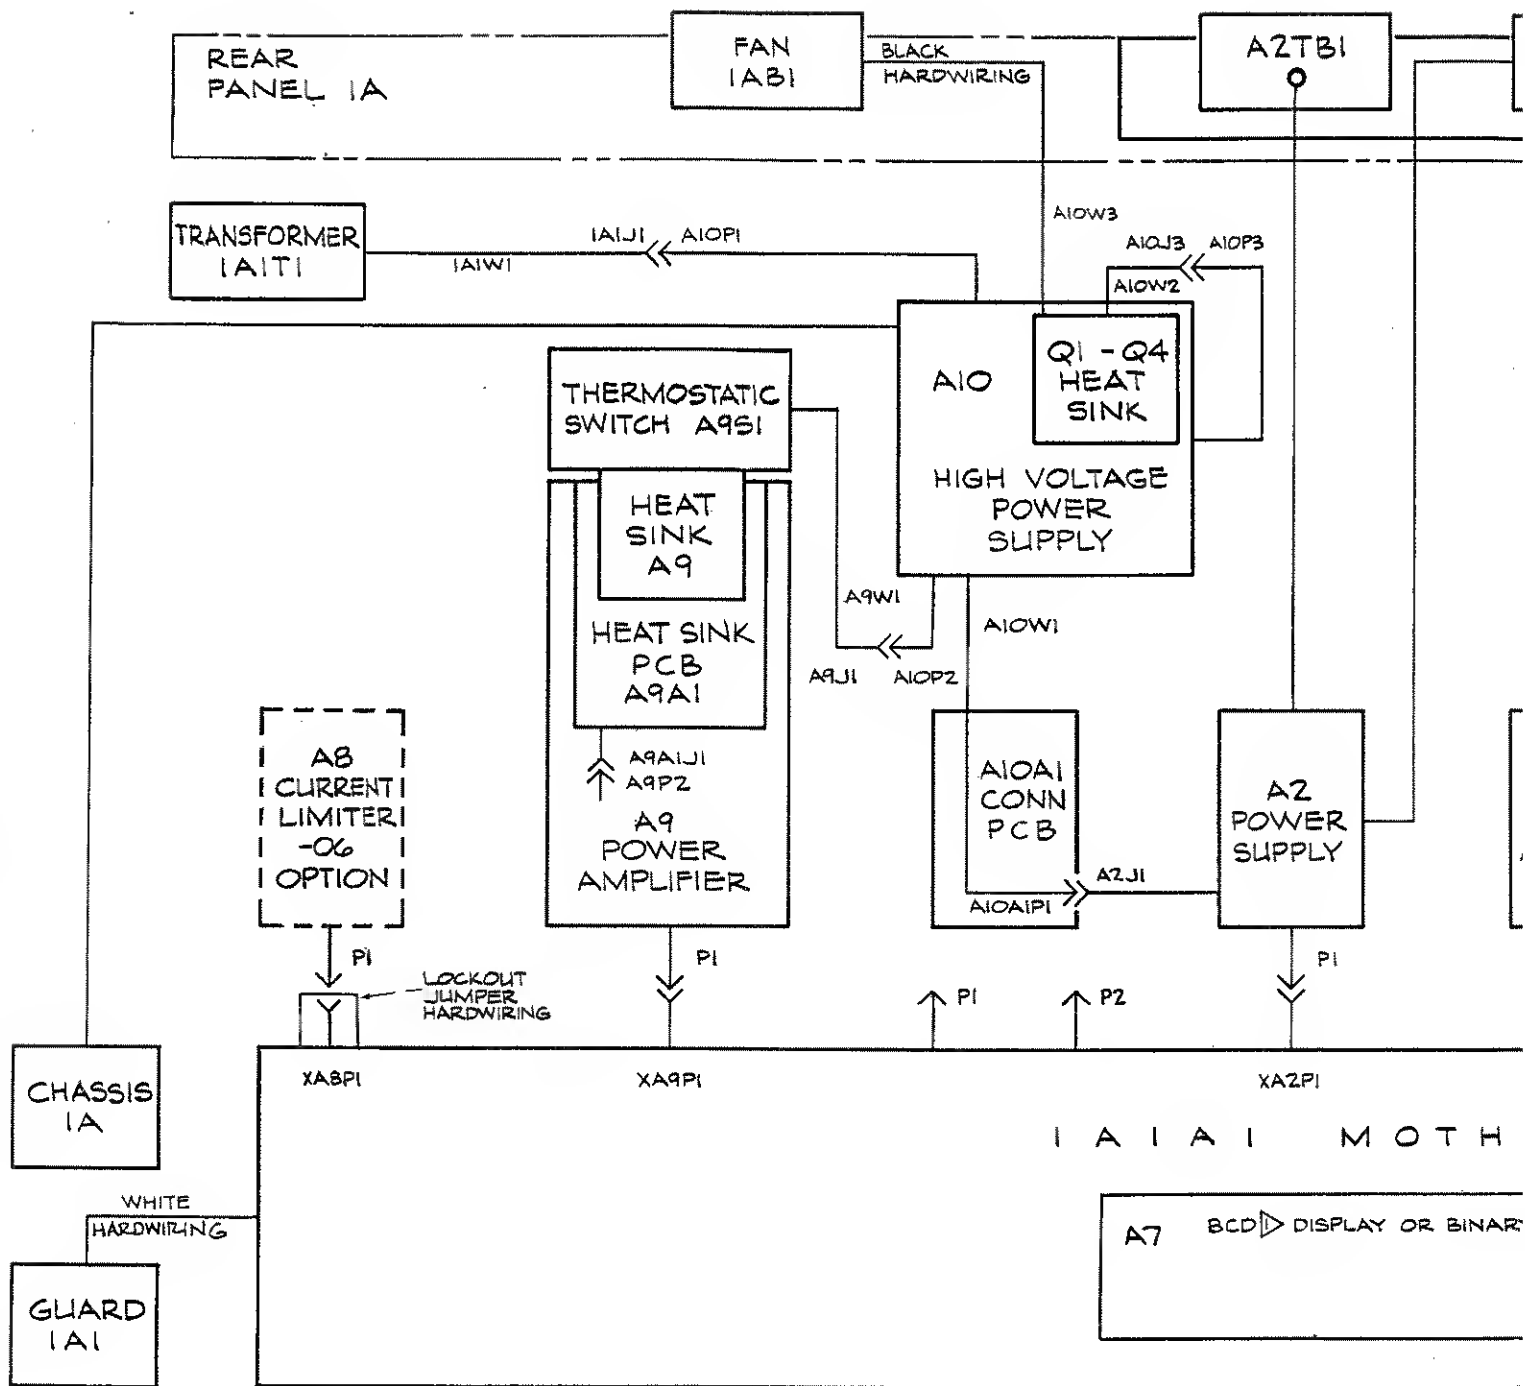 REAR
PANEL 1A
FAN
1AB1
BLACK
HARDWIRING
A2TB1
TRANSFORMER
1A1T1
1A1W1
1A1J1
A10P1
A10W3
A10J3
A10P3
A10W2
Q1 - Q4
HEAT
SINK
A10
HIGH VOLTAGE
POWER
SUPPLY
THERMOSTATIC
SWITCH A9S1
HEAT
SINK
A9
HEAT SINK
PCB
A9A1
A9W1
A10W1
A9J1
A10P2
A9A1J1
A9P2
A9
POWER
AMPLIFIER
A8
CURRENT
LIMITER
-06
OPTION
A10A1
CONN
PCB
A2J1
A10A1P1
A2
POWER
SUPPLY
P1
LOCKOUT
JUMPER
HARDWIRING
P1
P1
P2
P1
XA8P1
XA9P1
XA2P1
CHASSIS
1A
1A1A1 MOTH
WHITE
HARDWIRING
GUARD
1A1
A7
BCD 1 DISPLAY OR BINAR